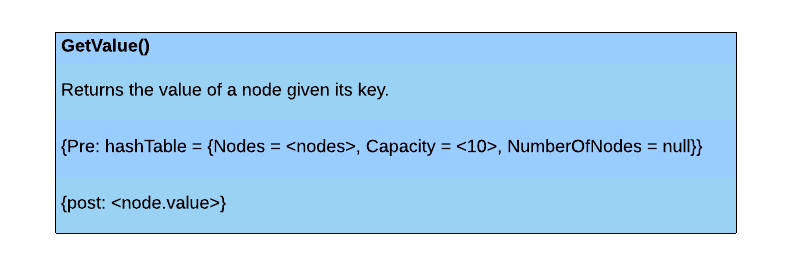 GetValue()
Returns the value of a node given its key.
{Pre: hashTable = {Nodes = <nodes>, Capacity = <10>, NumberOfNodes = null}}
{post: <node.value>}